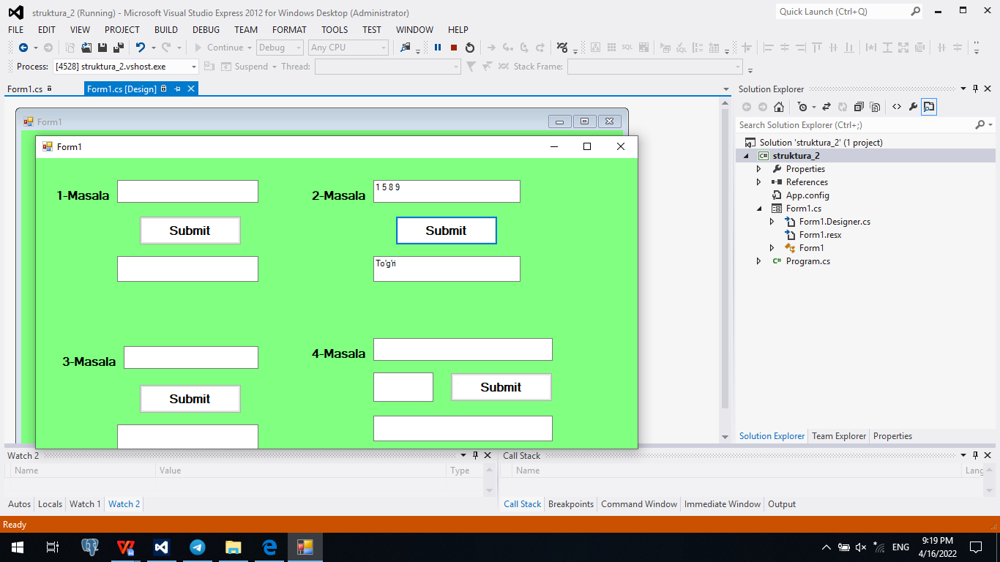 struktura_2 (Running) - Microsoft Visual Studio Express 2012 for Windows Desktop (Administrator)
Quick Launch (Ctrl+Q)
FILE EDIT VIEW PROJECT BUILD DEBUG TEAM FORMAT TOOLS TEST WINDOW HELP
Continue Debug Any CPU
SQL SQL
Process: [4528] struktura_2.vshost.exe Suspend Thread: Stack Frame:
Form1.cs Form1.cs [Design]
Form1
Form1
1-Masala
2-Masala 1 5 8 9
Submit
Submit
To'g'ri
3-Masala
4-Masala
Submit
Submit
Solution Explorer
Search Solution Explorer (Ctrl+;)
Solution 'struktura_2' (1 project)
C# struktura_2
Properties
References
App.config
Form1.cs
Form1.Designer.cs
Form1.resx
Form1
C# Program.cs
Solution Explorer Team Explorer Properties
Watch 2
Name Value Type
Autos Locals Watch 1 Watch 2
Call Stack
Name Lang
Call Stack Breakpoints Command Window Immediate Window Output
Ready
ENG
9:19 PM
4/16/2022